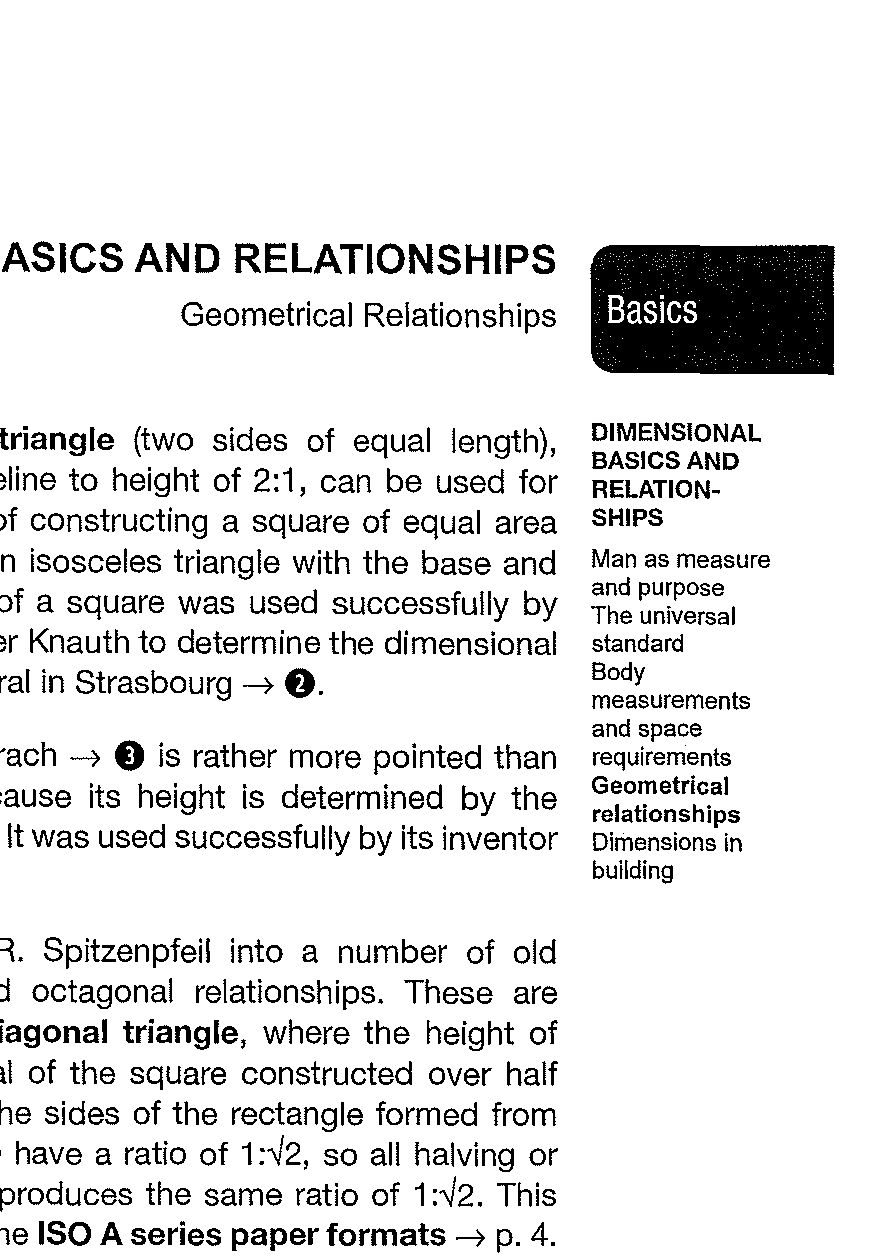 ASICS AND RELATIONSHIPS
Geometrical Relationships
triangle (two sides of equal length),
eline to height of 2:1, can be used for
of constructing a square of equal area
n isosceles triangle with the base and
of a square was used successfully by
er Knauth to determine the dimensional
ral in Strasbourg → ❷.
rach → ❸ is rather more pointed than
cause its height is determined by the
It was used successfully by its inventor
R. Spitzenpfeil into a number of old
d octagonal relationships. These are
iagonal triangle, where the height of
al of the square constructed over half
he sides of the rectangle formed from
have a ratio of 1:√2, so all halving or
produces the same ratio of 1:√2. This
ne ISO A series paper formats → p. 4.
Basics
DIMENSIONAL
BASICS AND
RELATION-
SHIPS
Man as measure
and purpose
The universal
standard
Body
measurements
and space
requirements
Geometrical
relationships
Dimensions in
building